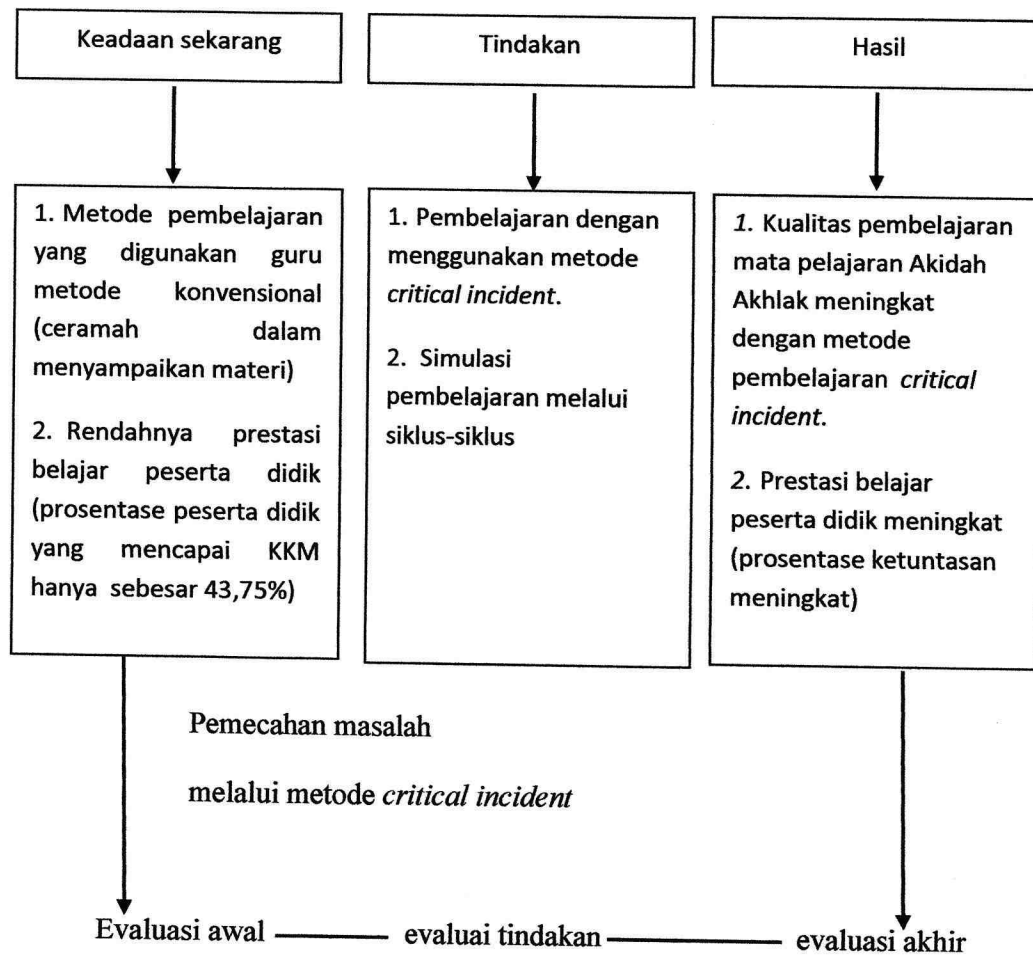 Keadaan sekarang
Tindakan
Hasil
1. Metode pembelajaran
yang digunakan guru
metode konvensional
(ceramah dalam
menyampaikan materi)
2. Rendahnya prestasi
belajar peserta didik
(prosentase peserta didik
yang mencapai KKM
hanya sebesar 43,75%)
1. Pembelajaran dengan
menggunakan metode
critical incident.
2. Simulasi
pembelajaran melalui
siklus-siklus
1. Kualitas pembelajaran
mata pelajaran Akidah
Akhlak meningkat
dengan metode
pembelajaran critical
incident.
2. Prestasi belajar
peserta didik meningkat
(prosentase ketuntasan
meningkat)
Pemecahan masalah
melalui metode critical incident
Evaluasi awal
evaluai tindakan
evaluasi akhir